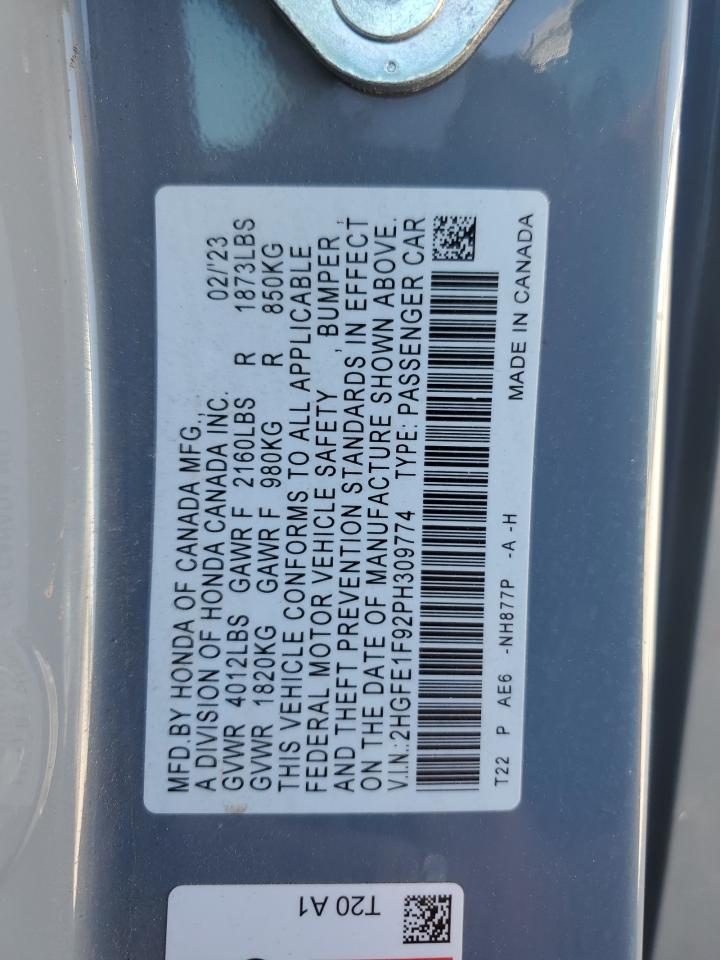 MFD.BY HONDA OF CANADA MFG., 02/'23
A DIVISION OF HONDA CANADA INC.
GVWR 4012LBS GAWR F 2160LBS R 1873LBS
GVWR 1820KG GAWR F 980KG R 850KG
THIS VEHICLE CONFORMS TO ALL APPLICABLE
FEDERAL MOTOR VEHICLE SAFETY , BUMPER ,
AND THEFT PREVENTION STANDARDS IN EFFECT
ON THE DATE OF MANUFACTURE SHOWN ABOVE.
V.I.N.:2HGFE1F92PH309774 TYPE: PASSENGER CAR
T22 P AE6 -NH877P -A -H MADE IN CANADA
T20 A1